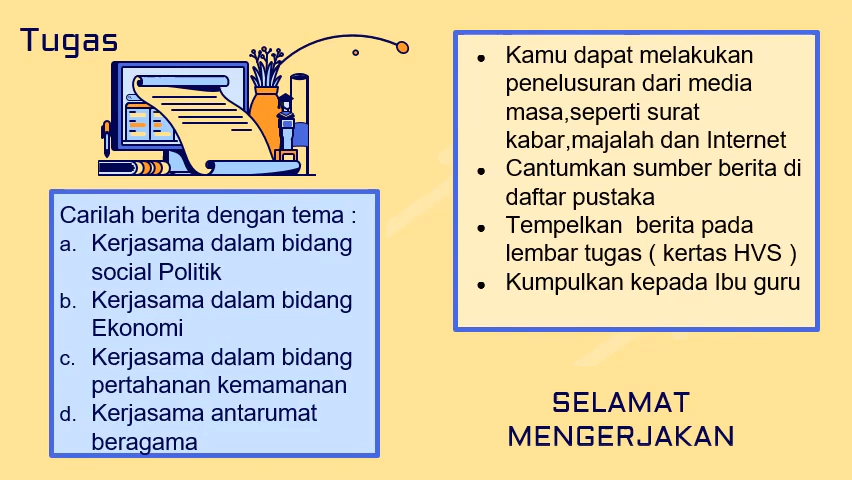 Tugas
Carilah berita dengan tema :
a. Kerjasama dalam bidang
social Politik
b. Kerjasama dalam bidang
Ekonomi
c. Kerjasama dalam bidang
pertahanan kemamanan
d. Kerjasama antarumat
beragama
• Kamu dapat melakukan
penelusuran dari media
masa,seperti surat
kabar,majalah dan Internet
• Cantumkan sumber berita di
daftar pustaka
• Tempelkan  berita pada
lembar tugas ( kertas HVS )
• Kumpulkan kepada Ibu guru
SELAMAT
MENGERJAKAN